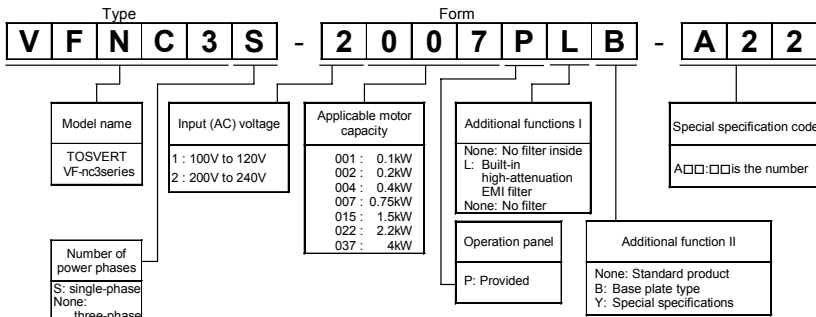 Type
Form
V F N C 3 S - 2 0 0 7 P L B - A 2 2
Model name
TOSVERT
VF-nc3series
Number of
power phases
S: single-phase
None:
three-phase
Input (AC) voltage
1 : 100V to 120V
2 : 200V to 240V
Applicable motor
capacity
001 : 0.1kW
002 : 0.2kW
004 : 0.4kW
007 : 0.75kW
015 : 1.5kW
022 : 2.2kW
037 : 4kW
Additional functions I
None: No filter inside
L: Built-in
high-attenuation
EMI filter
None: No filter
Operation panel
P: Provided
Additional function II
None: Standard product
B: Base plate type
Y: Special specifications
Special specification code
A□□:□□is the number